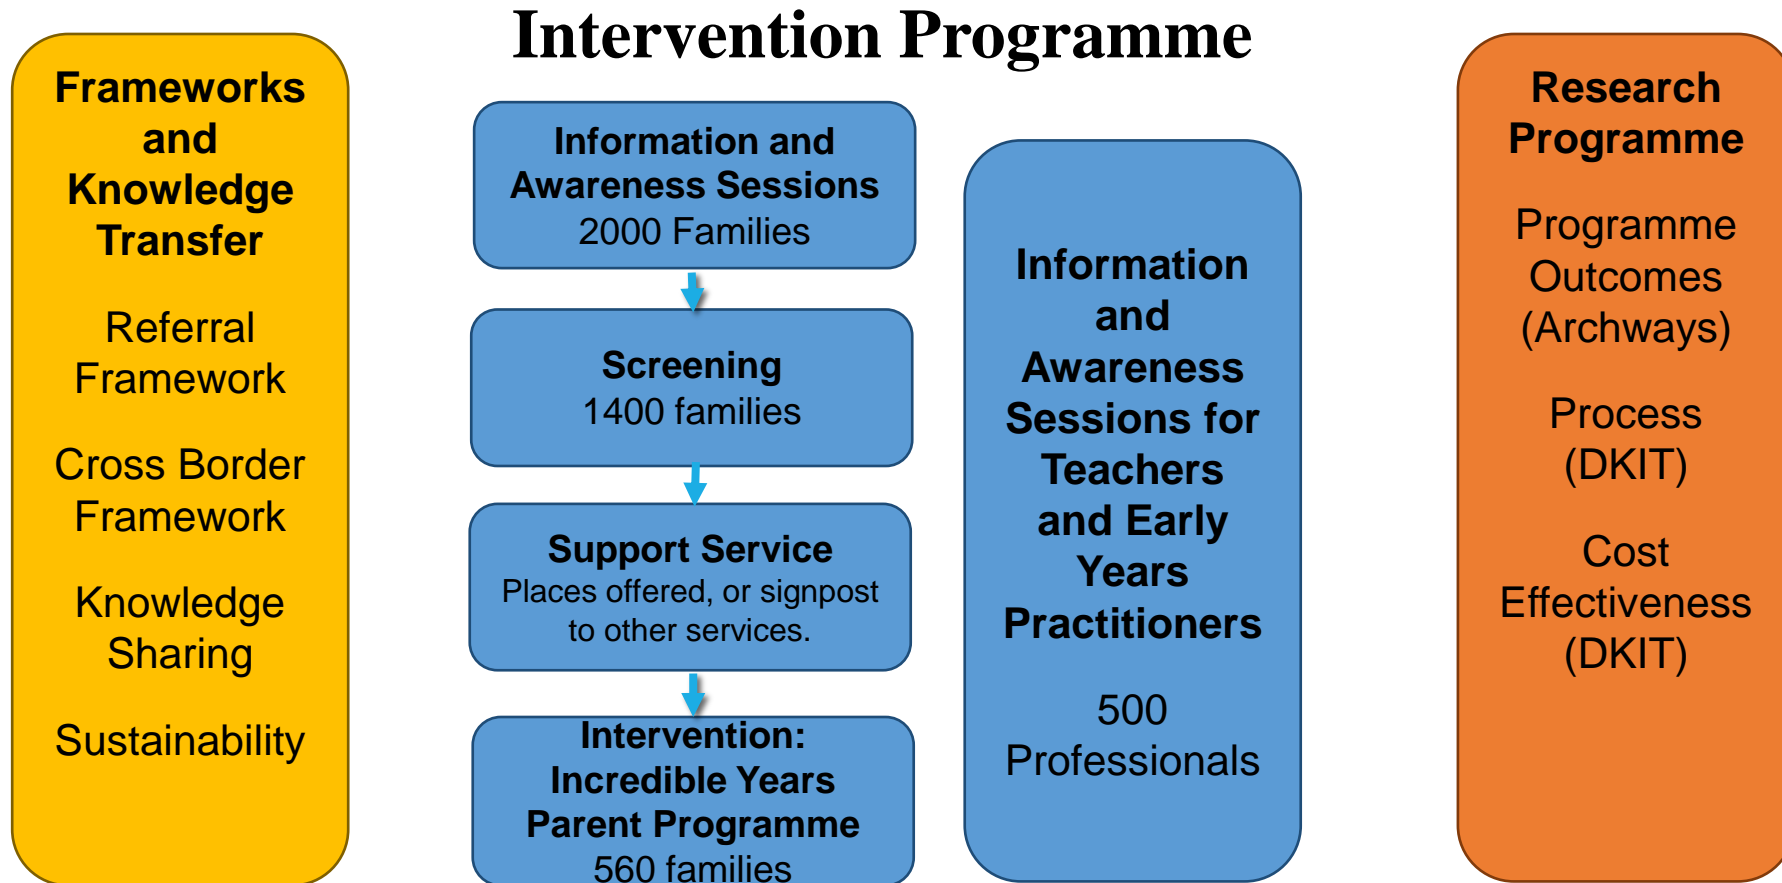 Intervention Programme
Frameworks
and
Knowledge
Transfer
Referral
Framework
Cross Border
Framework
Knowledge
Sharing
Sustainability
Information and
Awareness Sessions
2000 Families
Screening
1400 families
Support Service
Places offered, or signpost
to other services.
Intervention:
Incredible Years
Parent Programme
560 families
Information
and
Awareness
Sessions for
Teachers
and Early
Years
Practitioners
500
Professionals
Research
Programme
Programme
Outcomes
(Archways)
Process
(DKIT)
Cost
Effectiveness
(DKIT)